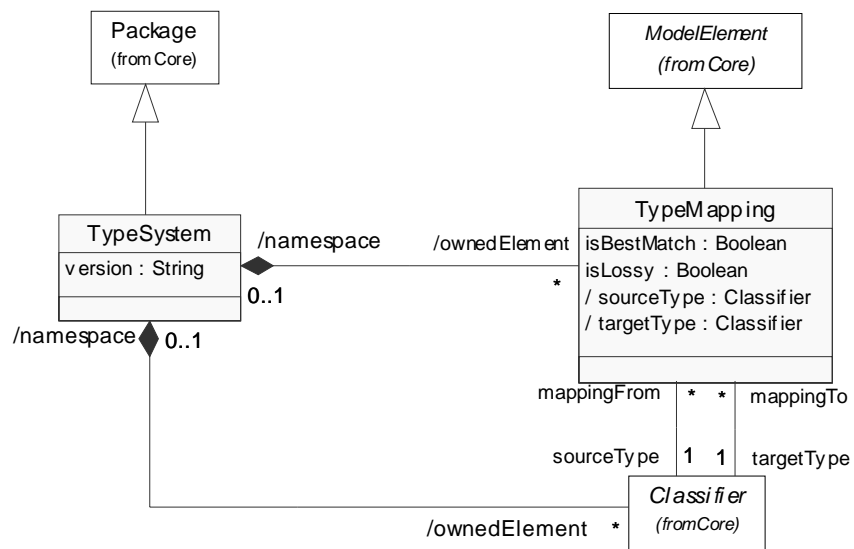 Package
(from Core)
ModelElement
(from Core)
TypeSystem
version : String
/namespace
0..1
/ownedElement
*
TypeMapping
isBestMatch : Boolean
isLossy : Boolean
/ sourceType : Classifier
/ targetType : Classifier
/namespace
0..1
mappingFrom
*
*
mappingTo
sourceType
1
1
targetType
/ownedElement
*
Classifier
(from Core)